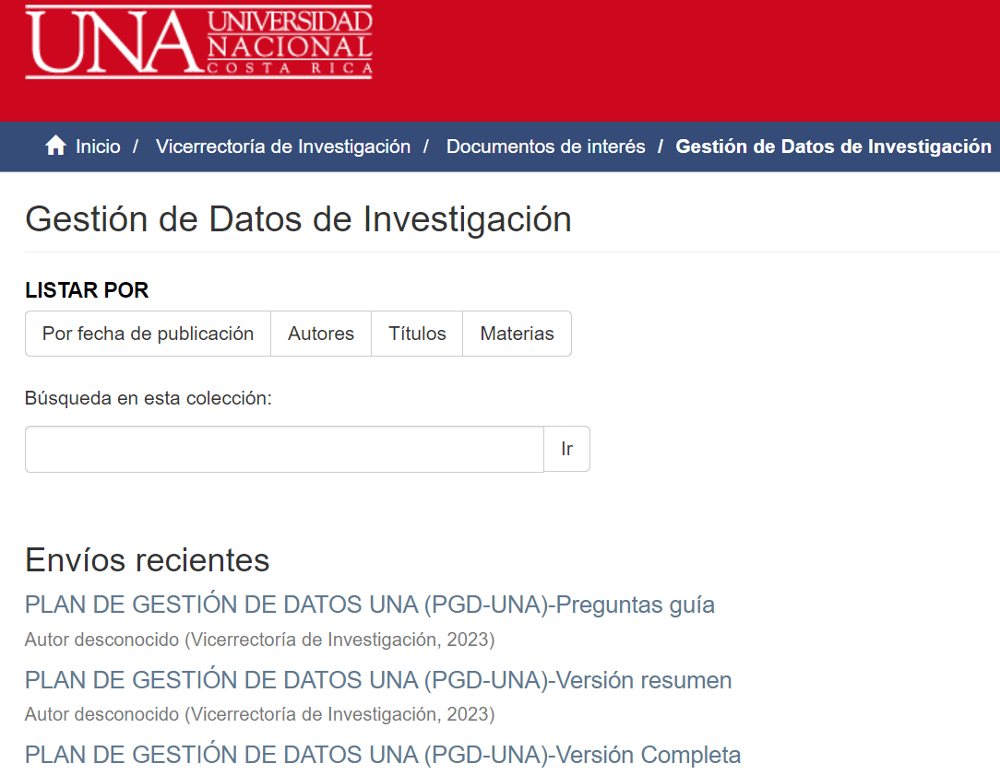 UNA UNIVERSIDAD
NACIONAL
COSTA RICA
Inicio / Vicerrectoría de Investigación / Documentos de interés / Gestión de Datos de Investigación
Gestión de Datos de Investigación
LISTAR POR
Por fecha de publicación Autores Títulos Materias
Búsqueda en esta colección:
Ir
Envíos recientes
PLAN DE GESTIÓN DE DATOS UNA (PGD-UNA)-Preguntas guía
Autor desconocido (Vicerrectoría de Investigación, 2023)
PLAN DE GESTIÓN DE DATOS UNA (PGD-UNA)-Versión resumen
Autor desconocido (Vicerrectoría de Investigación, 2023)
PLAN DE GESTIÓN DE DATOS UNA (PGD-UNA)-Versión Completa